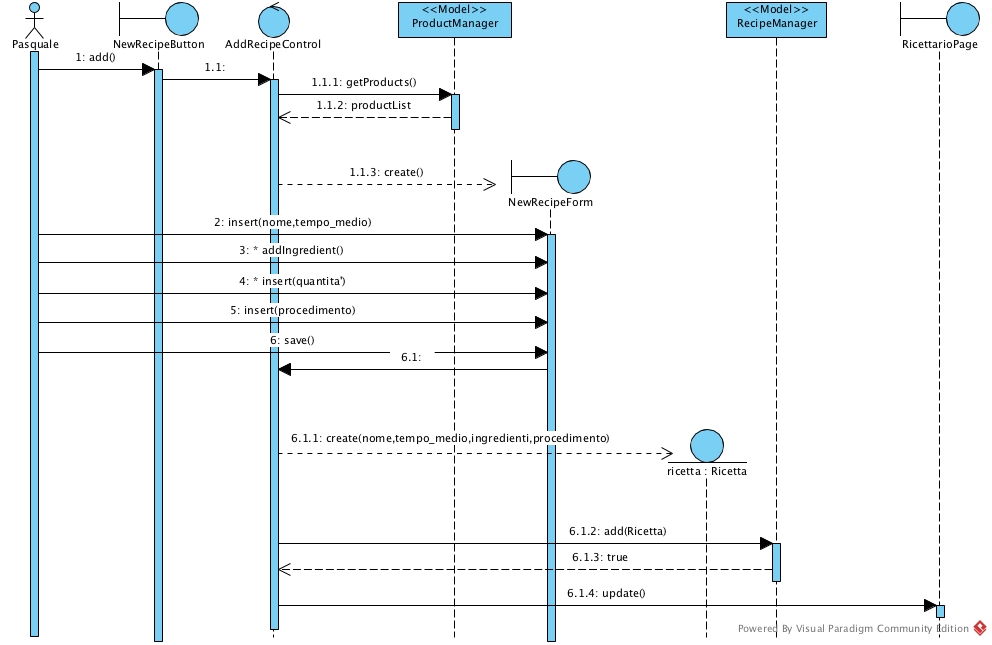 <<Model>>
ProductManager
<<Model>>
RecipeManager
Pasquale
NewRecipeButton
AddRecipeControl
RicettarioPage
1: add()
1.1:
1.1.1: getProducts()
1.1.2: productList
1.1.3: create()
NewRecipeForm
2: insert(nome,tempo_medio)
3: * addIngredient()
4: * insert(quantita')
5: insert(procedimento)
6: save()
6.1:
6.1.1: create(nome,tempo_medio,ingredienti,procedimento)
ricetta : Ricetta
6.1.2: add(Ricetta)
6.1.3: true
6.1.4: update()
Powered By Visual Paradigm Community Edition